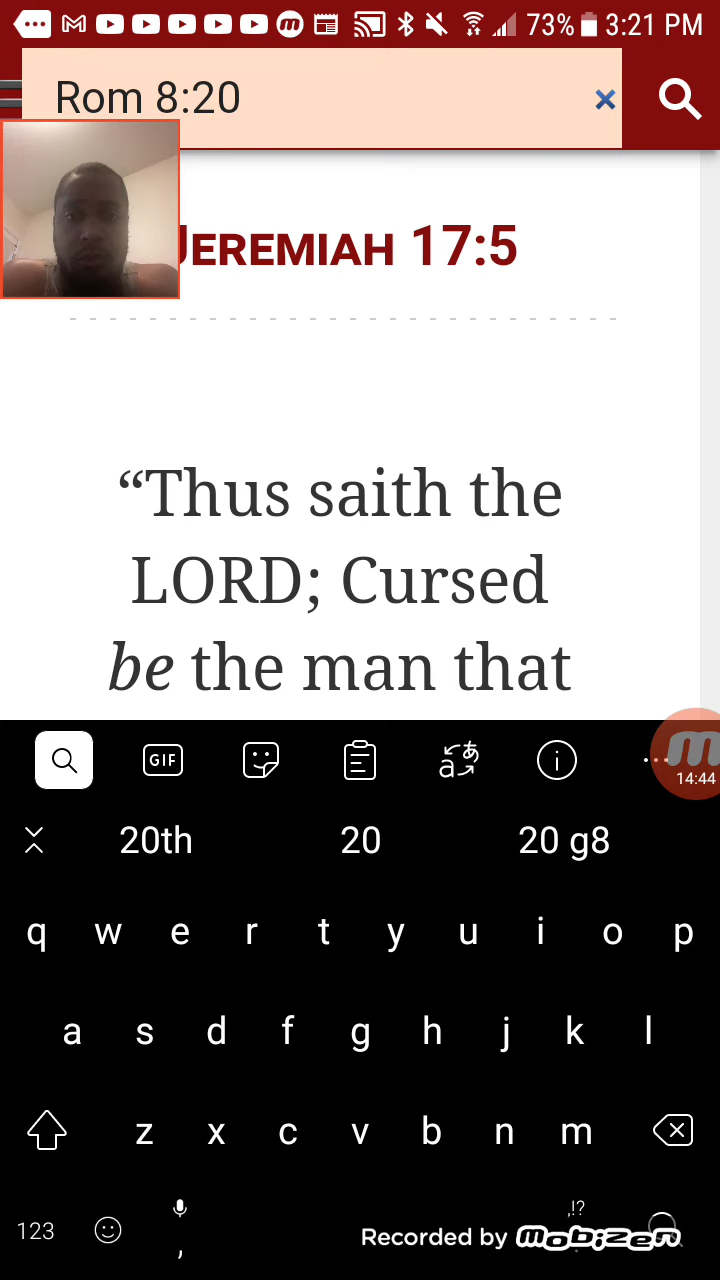 73% 3:21 PM
Rom 8:20
JEREMIAH 17:5
“Thus saith the
LORD; Cursed
be the man that
GIF
14:44
20th 20 20 g8
q w e r t y u i o p
a s d f g h j k l
z x c v b n m
123 , ,!?
Recorded by mobizen